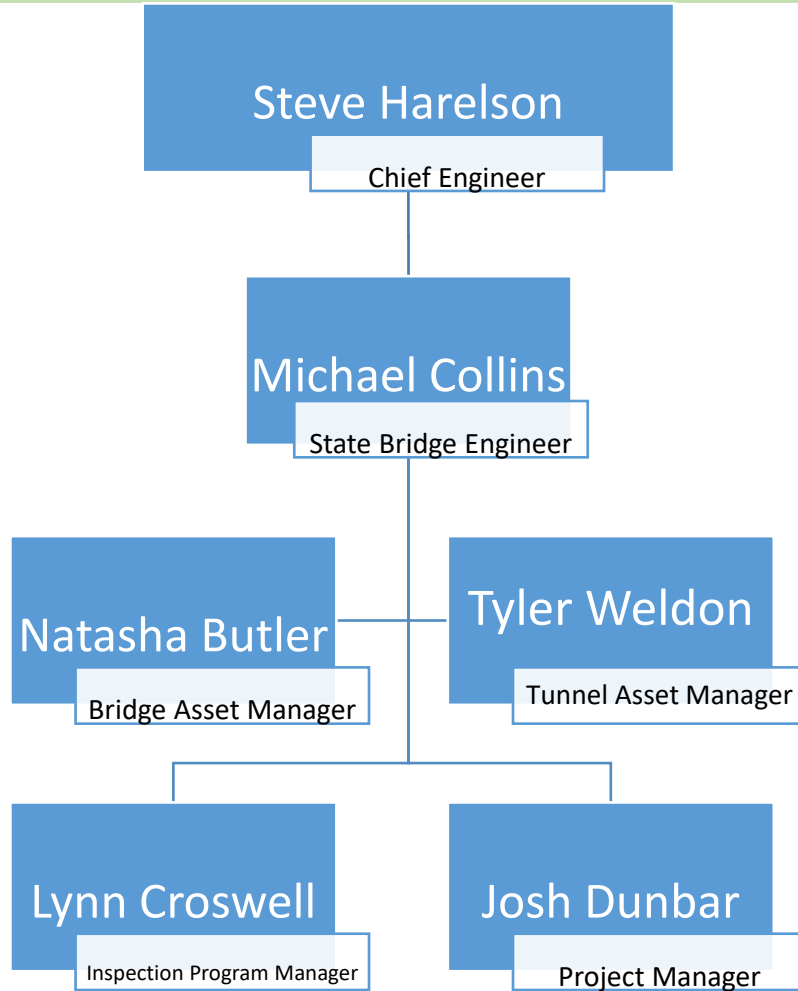 Steve Harelson
Chief Engineer
Michael Collins
State Bridge Engineer
Natasha Butler
Bridge Asset Manager
Tyler Weldon
Tunnel Asset Manager
Lynn Croswell
Inspection Program Manager
Josh Dunbar
Project Manager